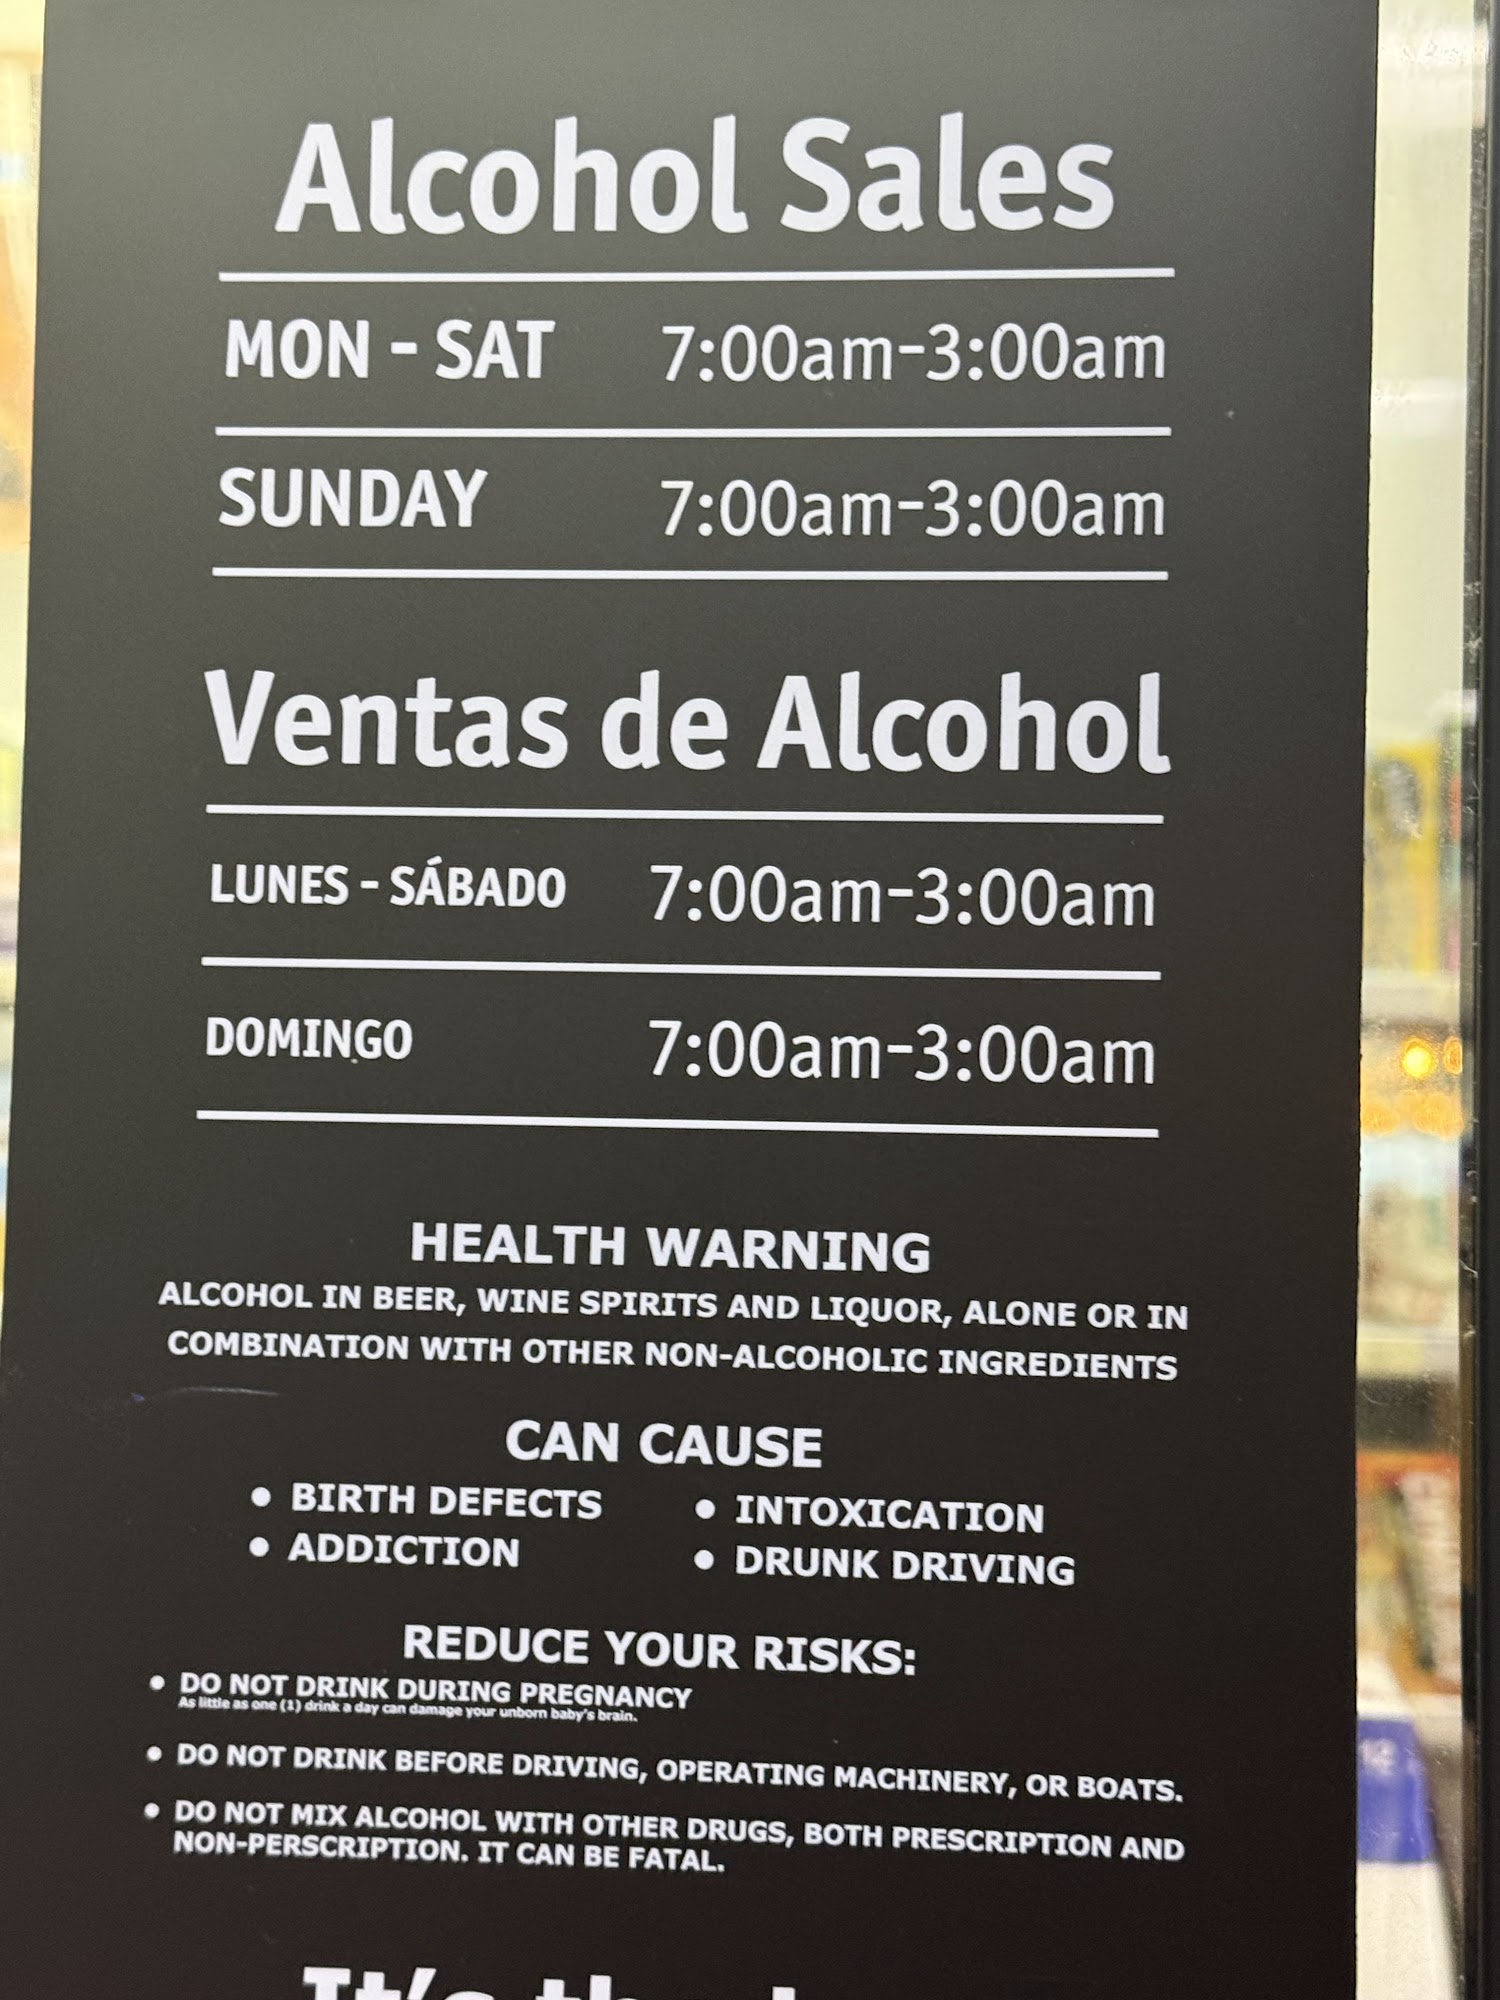 Alcohol Sales
MON - SAT 7:00am-3:00am
SUNDAY 7:00am-3:00am
Ventas de Alcohol
LUNES - SÁBADO 7:00am-3:00am
DOMINGO 7:00am-3:00am
HEALTH WARNING
ALCOHOL IN BEER, WINE SPIRITS AND LIQUOR, ALONE OR IN
COMBINATION WITH OTHER NON-ALCOHOLIC INGREDIENTS
CAN CAUSE
• BIRTH DEFECTS • INTOXICATION
• ADDICTION • DRUNK DRIVING
REDUCE YOUR RISKS:
• DO NOT DRINK DURING PREGNANCY
As little as one (1) drink a day can damage your unborn baby's brain.
• DO NOT DRINK BEFORE DRIVING, OPERATING MACHINERY, OR BOATS.
• DO NOT MIX ALCOHOL WITH OTHER DRUGS, BOTH PRESCRIPTION AND
NON-PERSCRIPTION. IT CAN BE FATAL.
It's the
12